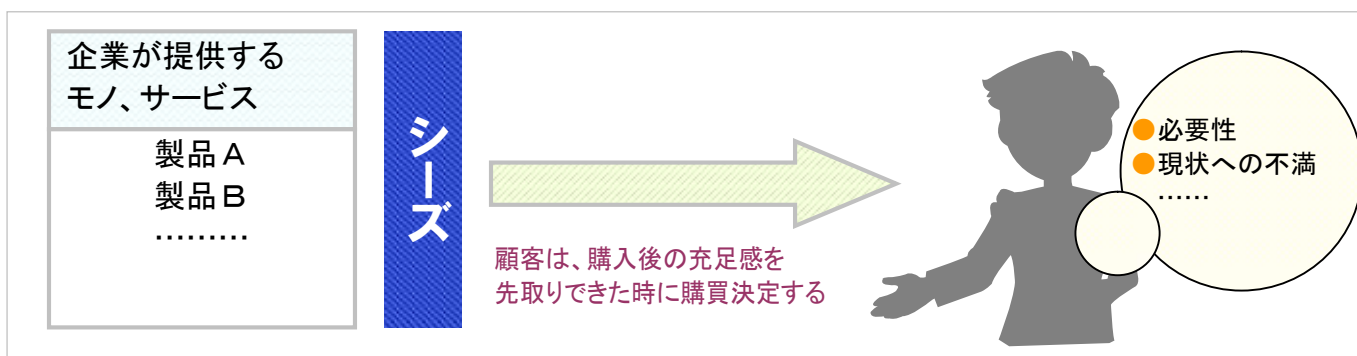 企業が提供する
モノ、サービス
製品A
製品B
………
シーズ
顧客は、購入後の充足感を
先取りできた時に購買決定する
●必要性
●現状への不満
……